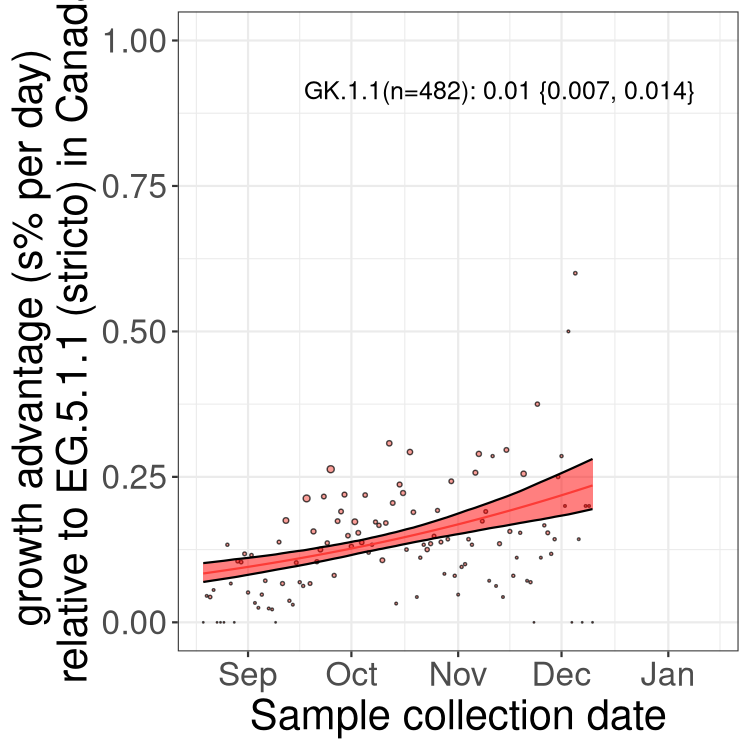 growth advantage (s% per day)
relative to EG.5.1.1 (stricto) in Canada
1.00
0.75
0.50
0.25
0.00
GK.1.1(n=482): 0.01 {0.007, 0.014}
Sep Oct Nov Dec Jan
Sample collection date